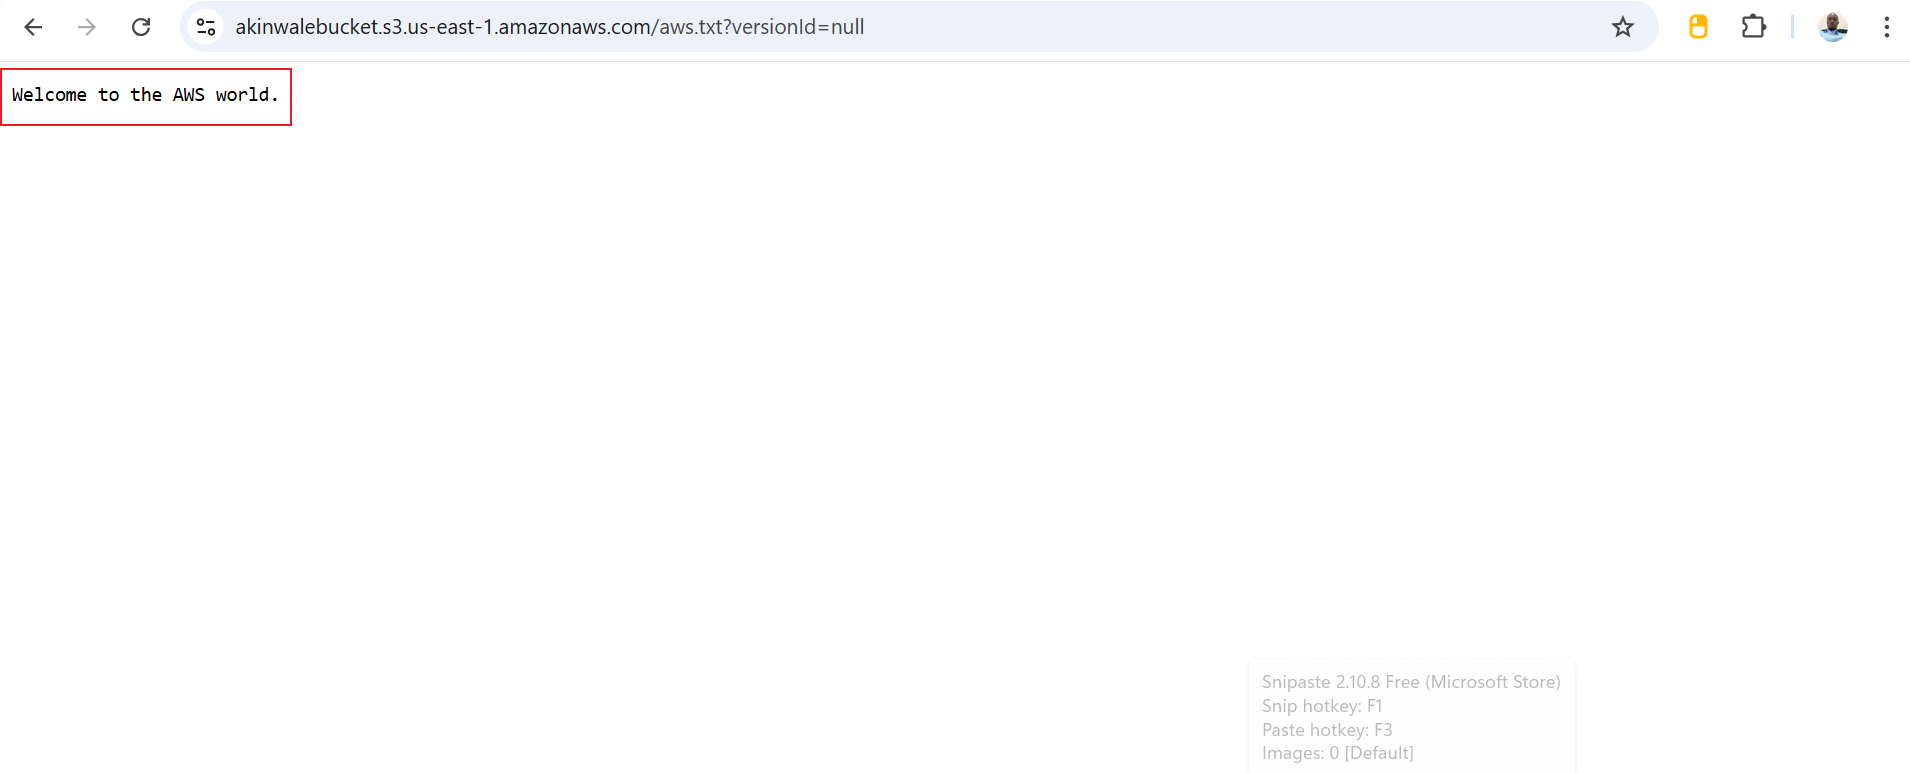 akinwalebucket.s3.us-east-1.amazonaws.com/aws.txt?versionId=null
Welcome to the AWS world.
Snipaste 2.10.8 Free (Microsoft Store)
Snip hotkey: F1
Paste hotkey: F3
Images: 0 [Default]